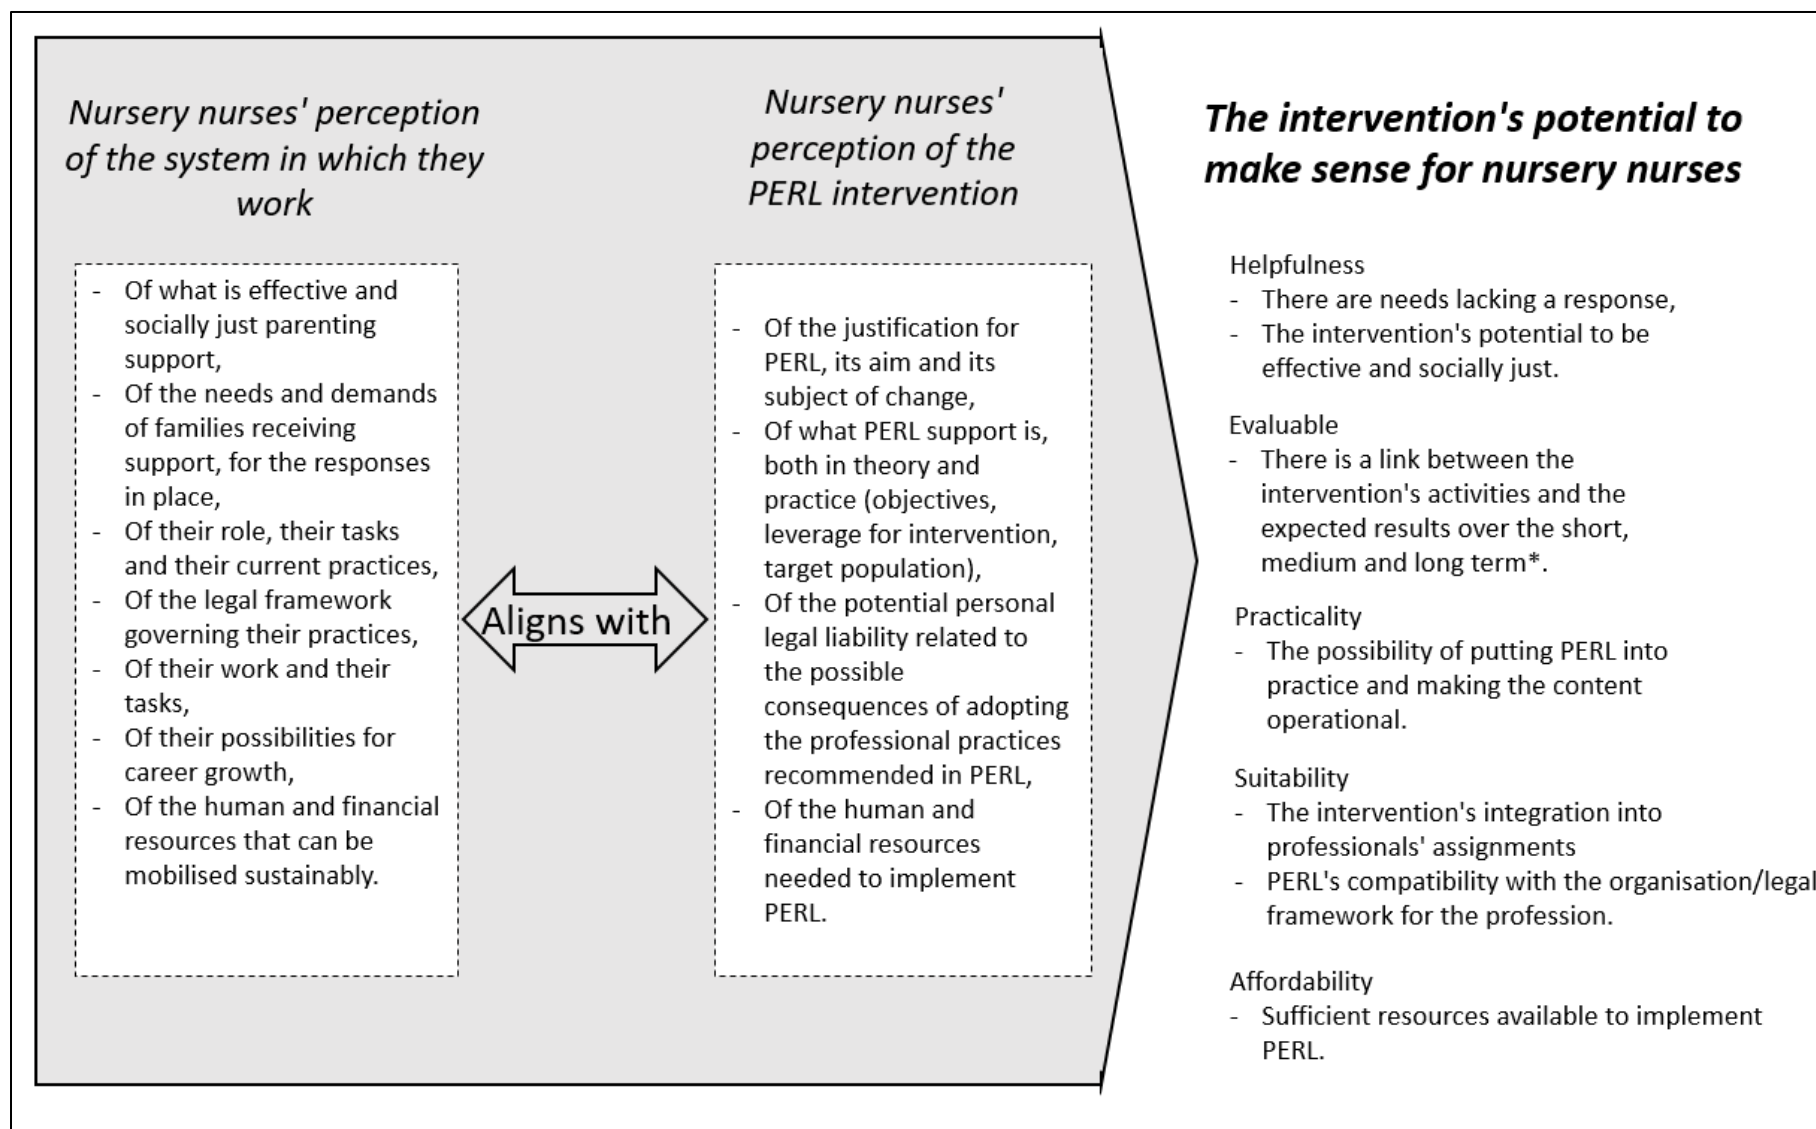 Nursery nurses' perception
of the system in which they
work
- Of what is effective and
socially just parenting
support,
- Of the needs and demands
of families receiving
support, for the responses
in place,
- Of their role, their tasks
and their current practices,
- Of the legal framework
governing their practices,
- Of their work and their
tasks,
- Of their possibilities for
career growth,
- Of the human and financial
resources that can be
mobilised sustainably.
Aligns with
Nursery nurses'
perception of the
PERL intervention
- Of the justification for
PERL, its aim and its
subject of change,
- Of what PERL support is,
both in theory and
practice (objectives,
leverage for intervention,
target population),
- Of the potential personal
legal liability related to
the possible
consequences of adopting
the professional practices
recommended in PERL,
- Of the human and
financial resources
needed to implement
PERL.
The intervention's potential to
make sense for nursery nurses
Helpfulness
- There are needs lacking a response,
- The intervention's potential to be
effective and socially just.
Evaluable
- There is a link between the
intervention's activities and the
expected results over the short,
medium and long term*.
Practicality
- The possibility of putting PERL into
practice and making the content
operational.
Suitability
- The intervention's integration into
professionals' assignments
- PERL's compatibility with the organisation/legal
framework for the profession.
Affordability
- Sufficient resources available to implement
PERL.